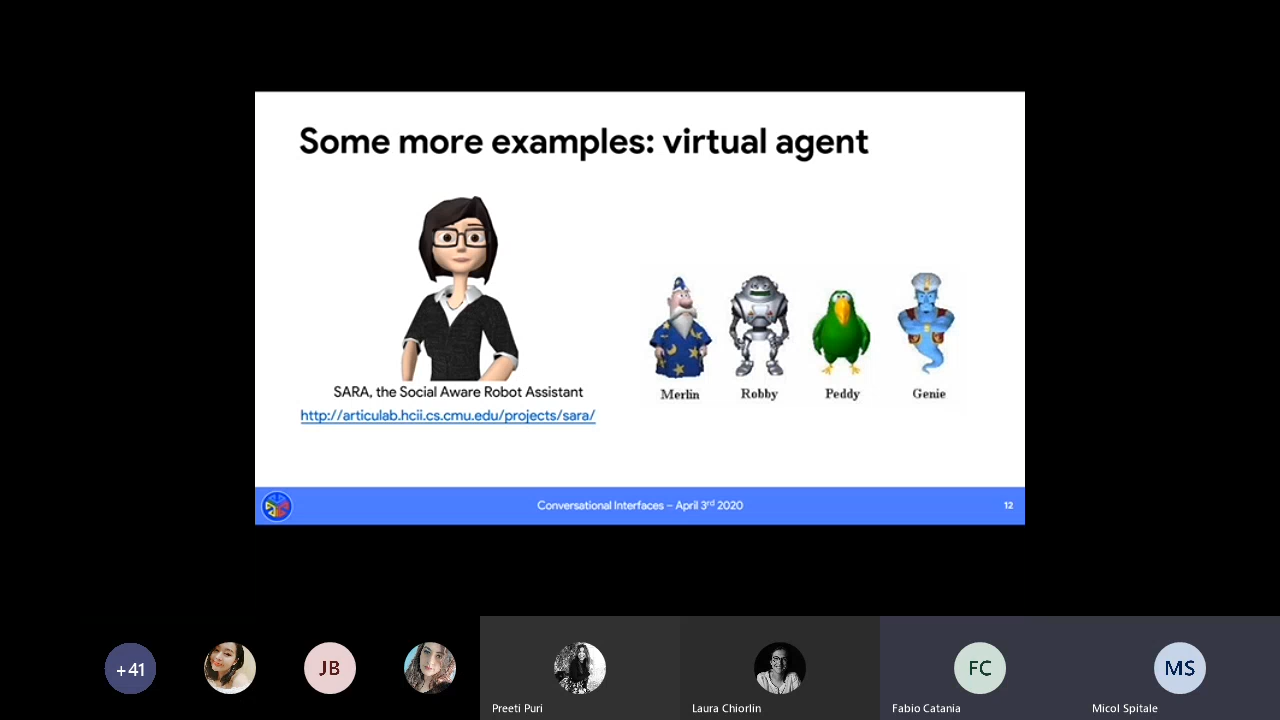 Some more examples: virtual agent
SARA, the Social Aware Robot Assistant
http://articulab.hcii.cs.cmu.edu/projects/sara/
Merlin
Robby
Peddy
Genie
Conversational Interfaces – April 3rd 2020
12
+41
JB
FC
MS
Preeti Puri
Laura Chiorlin
Fabio Catania
Micol Spitale